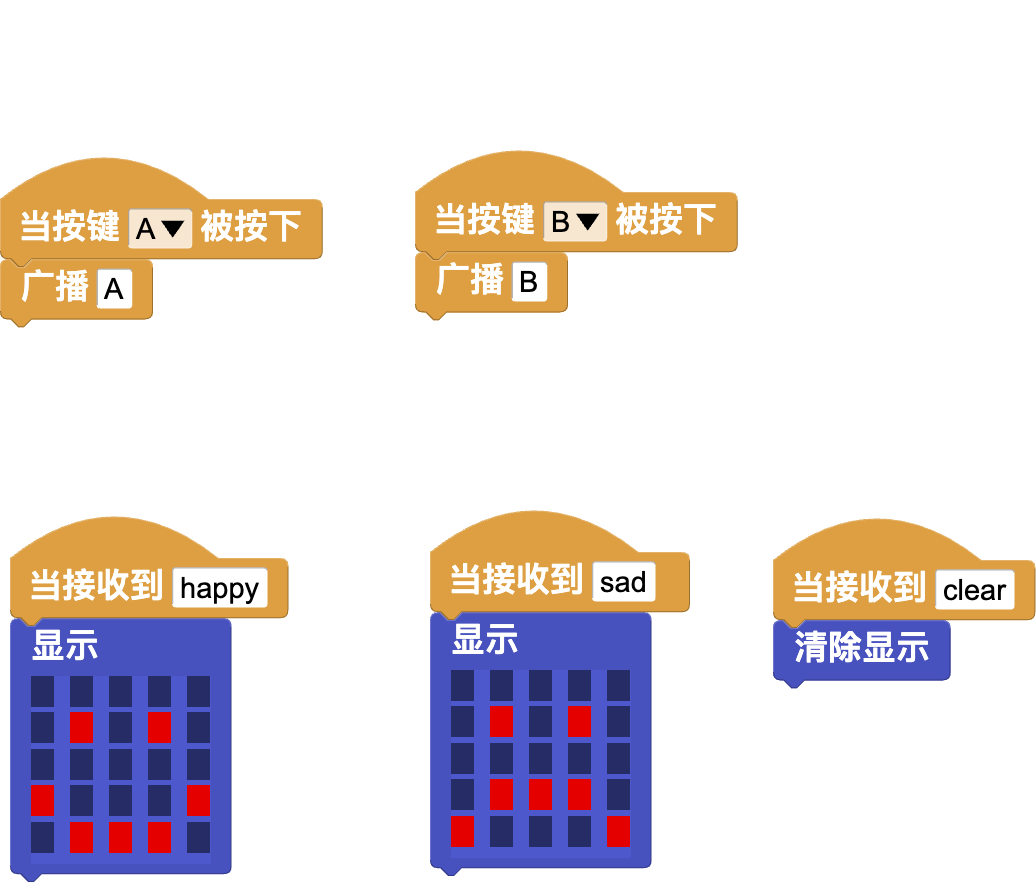 当按键 A▼ 被按下
广播 A
当按键 B▼ 被按下
广播 B
当接收到 happy
显示
当接收到 sad
显示
当接收到 clear
清除显示